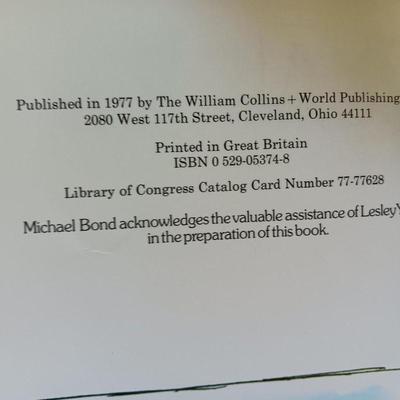 Published in 1977 by The William Collins + World Publishing
2080 West 117th Street, Cleveland, Ohio 44111
Printed in Great Britain
ISBN 0 529-05374-8
Library of Congress Catalog Card Number 77-77628
Michael Bond acknowledges the valuable assistance of Lesley
in the preparation of this book.